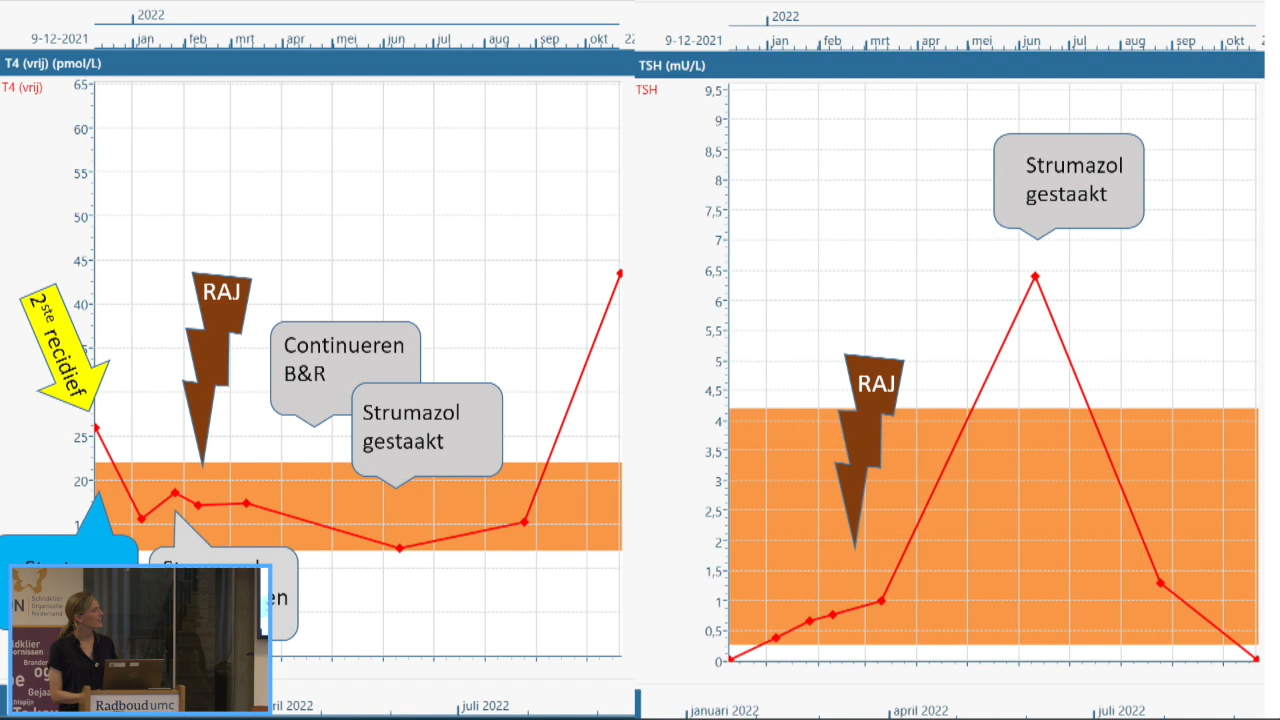 2022
9-12-2021 jan feb mrt apr mei jun jul aug sep okt
T4 (vrij) (pmol/L)
T4 (vrij)
65
60
55
50
45
40
25
20
2ste recidief
RAJ
Continueren
B&R
Strumazol
gestaakt
en
juli 2022
2022
9-12-2021 jan feb mrt apr mei jun jul aug sep okt
TSH (mU/L)
TSH
9,5
9
8,5
8
7,5
7
6,5
6
5,5
5
4,5
4
3,5
3
2,5
2
1,5
1
0,5
0
RAJ
Strumazol
gestaakt
januari 2022 april 2022 juli 2022
Schildklier
Organisatie
Nederland
Radboudumc